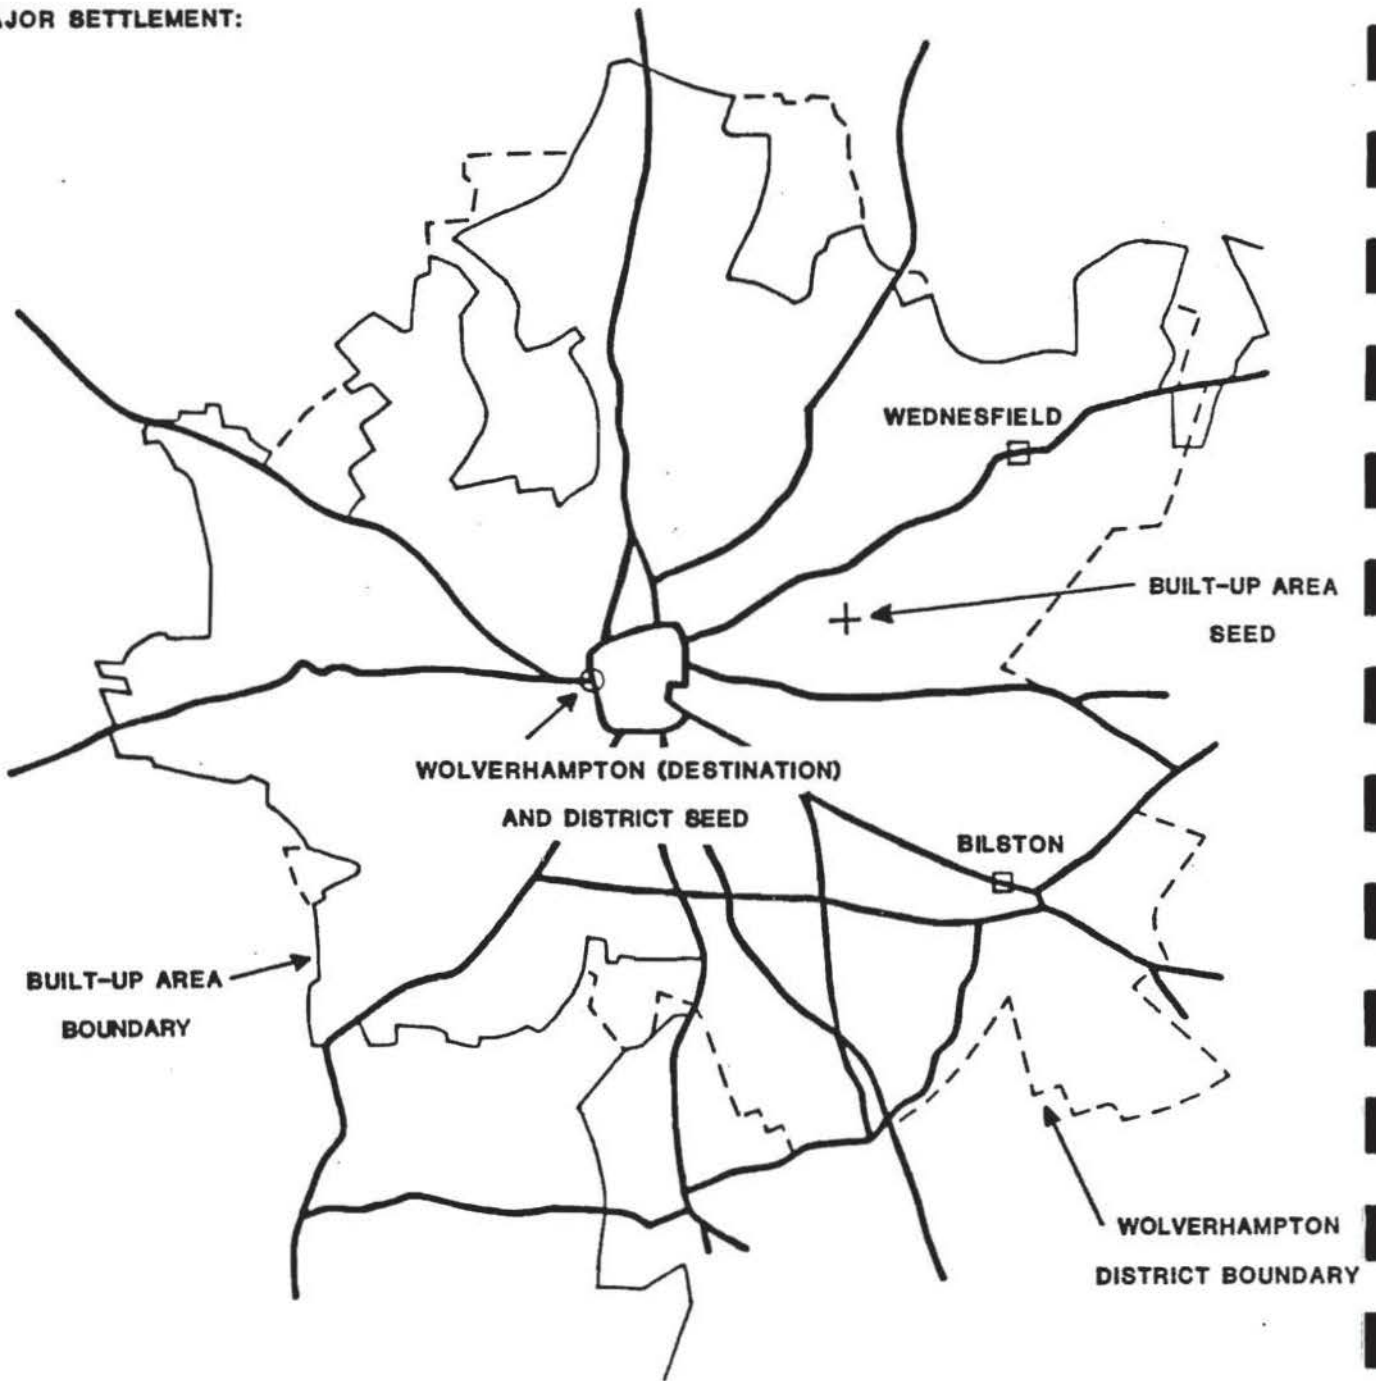 AJOR SETTLEMENT:
WEDNESFIELD
BUILT-UP AREA
SEED
WOLVERHAMPTON (DESTINATION)
AND DISTRICT SEED
BILSTON
BUILT-UP AREA
BOUNDARY
WOLVERHAMPTON
DISTRICT BOUNDARY